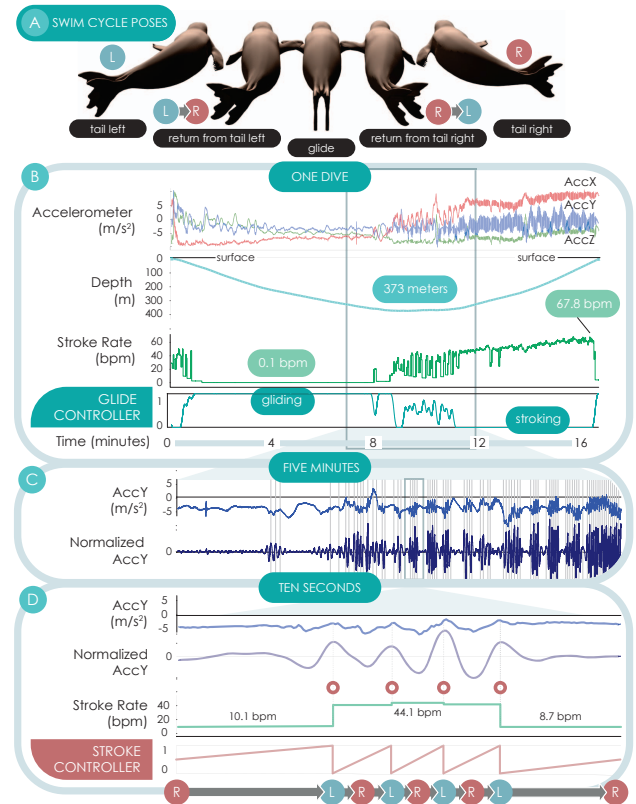 A SWIM CYCLE POSES
L
R
L R
R L
tail left
return from tail left
glide
return from tail right
tail right
B
ONE DIVE
Accelerometer
(m/s²)
5
0
-5
AccX
AccY
AccZ
Depth
(m)
0
100
200
300
400
surface
surface
373 meters
67.8 bpm
Stroke Rate
(bpm)
60
40
20
0
0.1 bpm
GLIDE
CONTROLLER
1
0
gliding
stroking
Time (minutes)
0 4 8 12 16
C
FIVE MINUTES
AccY
(m/s²)
5
0
-5
Normalized
AccY
0
D
TEN SECONDS
AccY
(m/s²)
5
0
-5
Normalized
AccY
0
Stroke Rate
(bpm)
40
20
0
10.1 bpm
44.1 bpm
8.7 bpm
STROKE
CONTROLLER
1
0
R L R L R L R L R